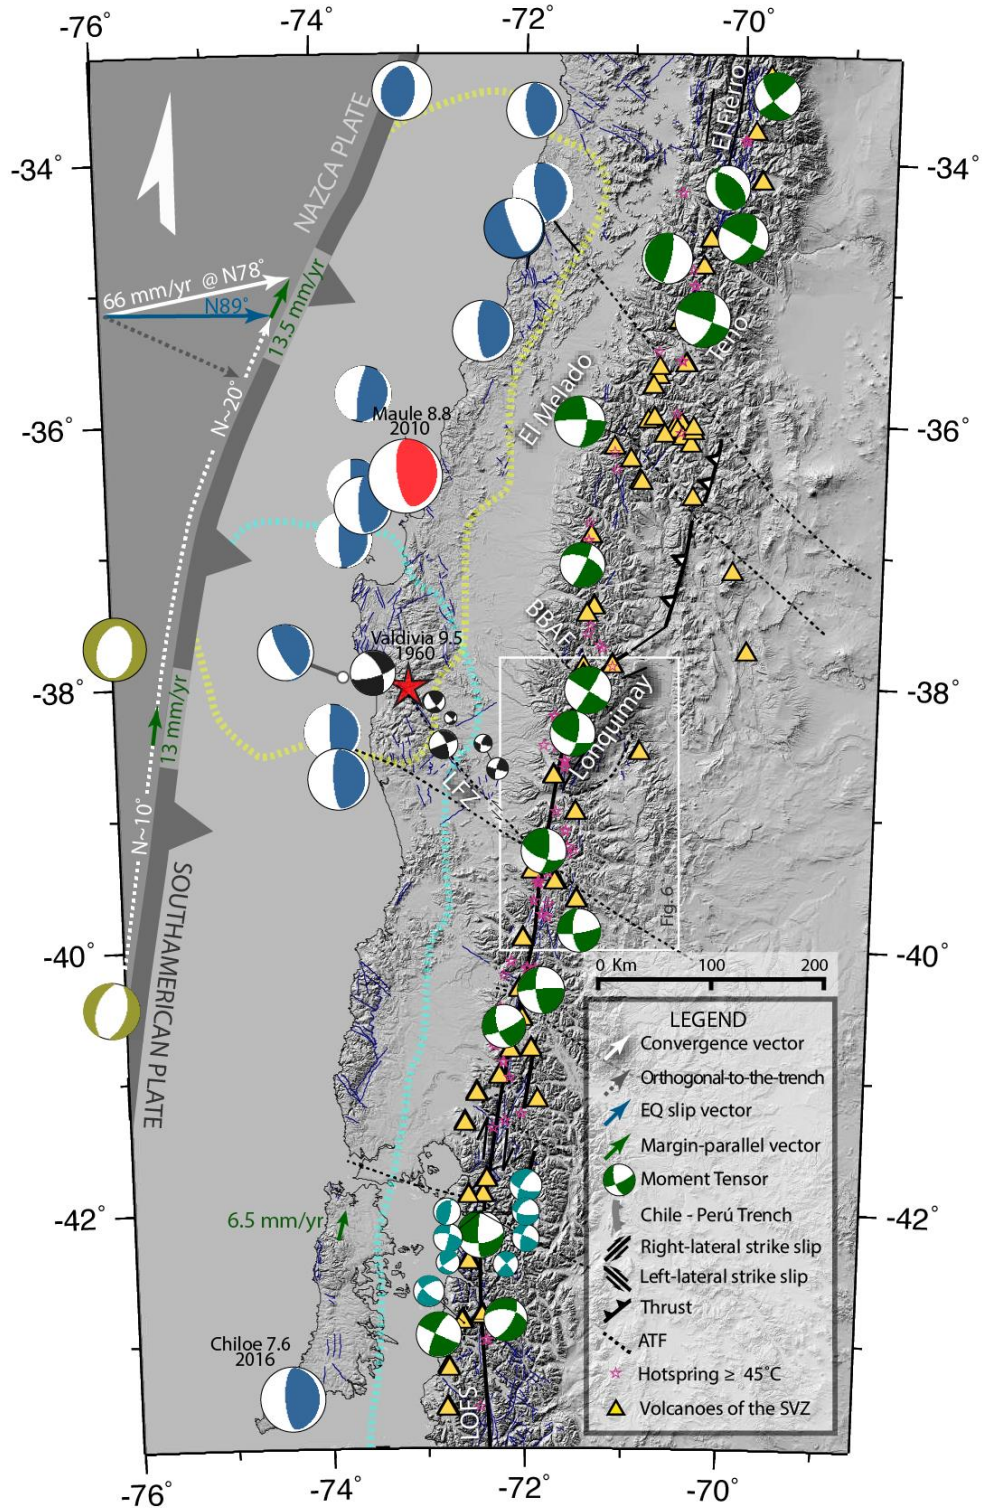 -76° -74° -72° -70°
-34° -34°
-36° -36°
-38° -38°
-40° -40°
-42° -42°
-76° -74° -72° -70°
NAZCA PLATE
El Fierro
66 mm/yr @ N78°
N89°
13.5 mm/yr
Teno
N~20°
El Melado
Maule 8.8
2010
BBAF
Valdivia 9.5
1960
13 mm/yr
Lonquimay
LFZ
N~10°
Fig. 6
SOUTHAMERICAN PLATE
0 Km 100 200
LEGEND
Convergence vector
Orthogonal-to-the-trench
EQ slip vector
Margin-parallel vector
Moment Tensor
Chile - Perú Trench
Right-lateral strike slip
Left-lateral strike slip
Thrust
ATF
Hotspring ≥ 45°C
Volcanoes of the SVZ
6.5 mm/yr
Chiloe 7.6
2016
LOFS